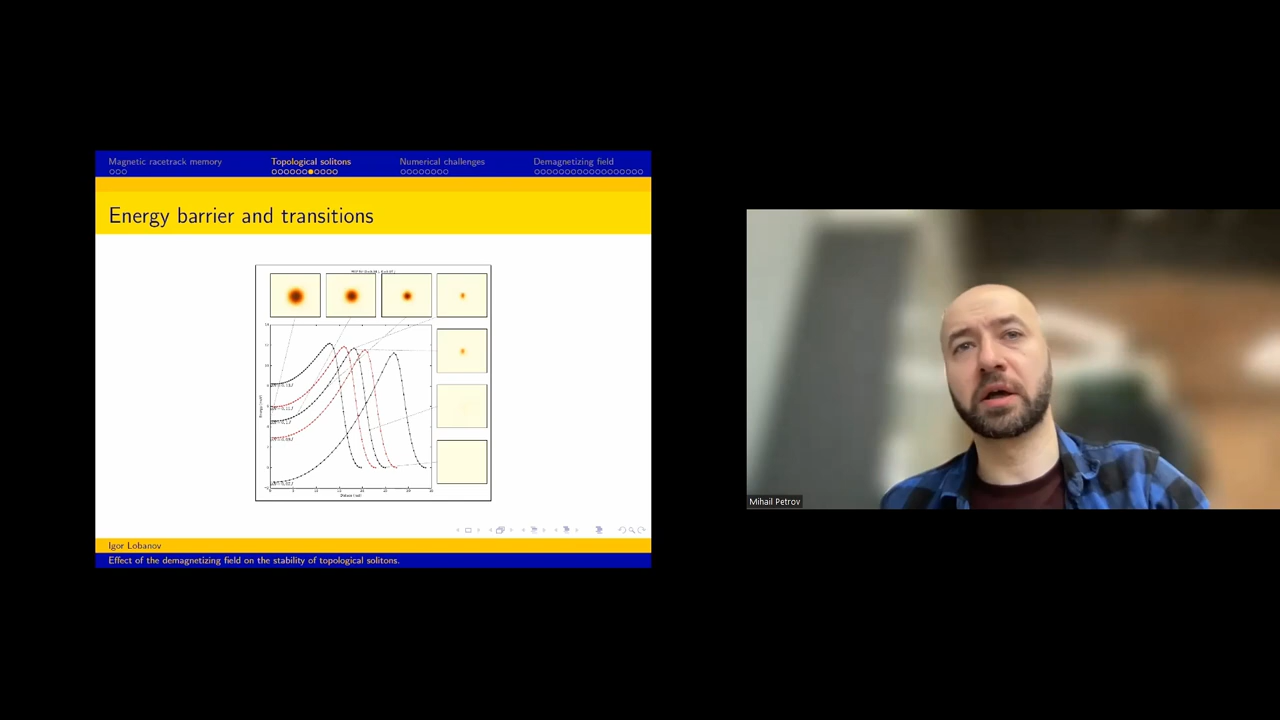 Magnetic racetrack memory
Topological solitons
Numerical challenges
Demagnetizing field
Energy barrier and transitions
Igor Lobanov
Effect of the demagnetizing field on the stability of topological solitons.
Mihail Petrov